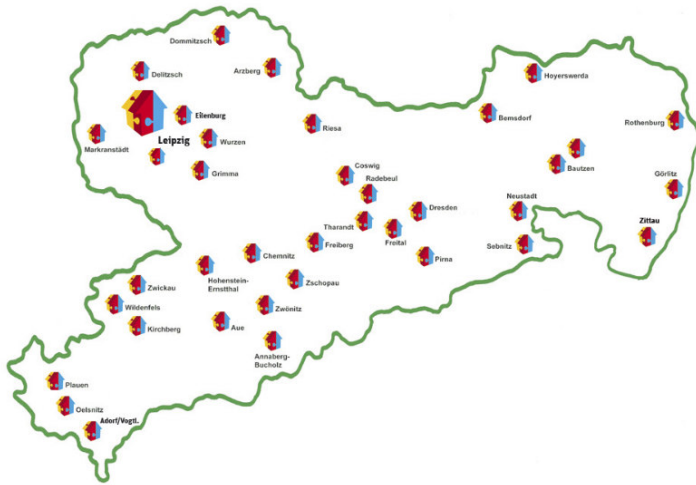 Dommitzsch
Delitzsch
Arzberg
Hoyerswerda
Eilenburg
Bernsdorf
Rothenburg
Leipzig
Wurzen
Riesa
Markranstädt
Grimma
Coswig
Bautzen
Görlitz
Radebeul
Neustadt
Dresden
Tharandt
Zittau
Freital
Freiberg
Sebnitz
Chemnitz
Pirna
Hohenstein-
Ernstthal
Zschopau
Zwickau
Wildenfels
Zwönitz
Kirchberg
Aue
Annaberg-
Bucholz
Plauen
Oelsnitz
Adorf/Vogtl.